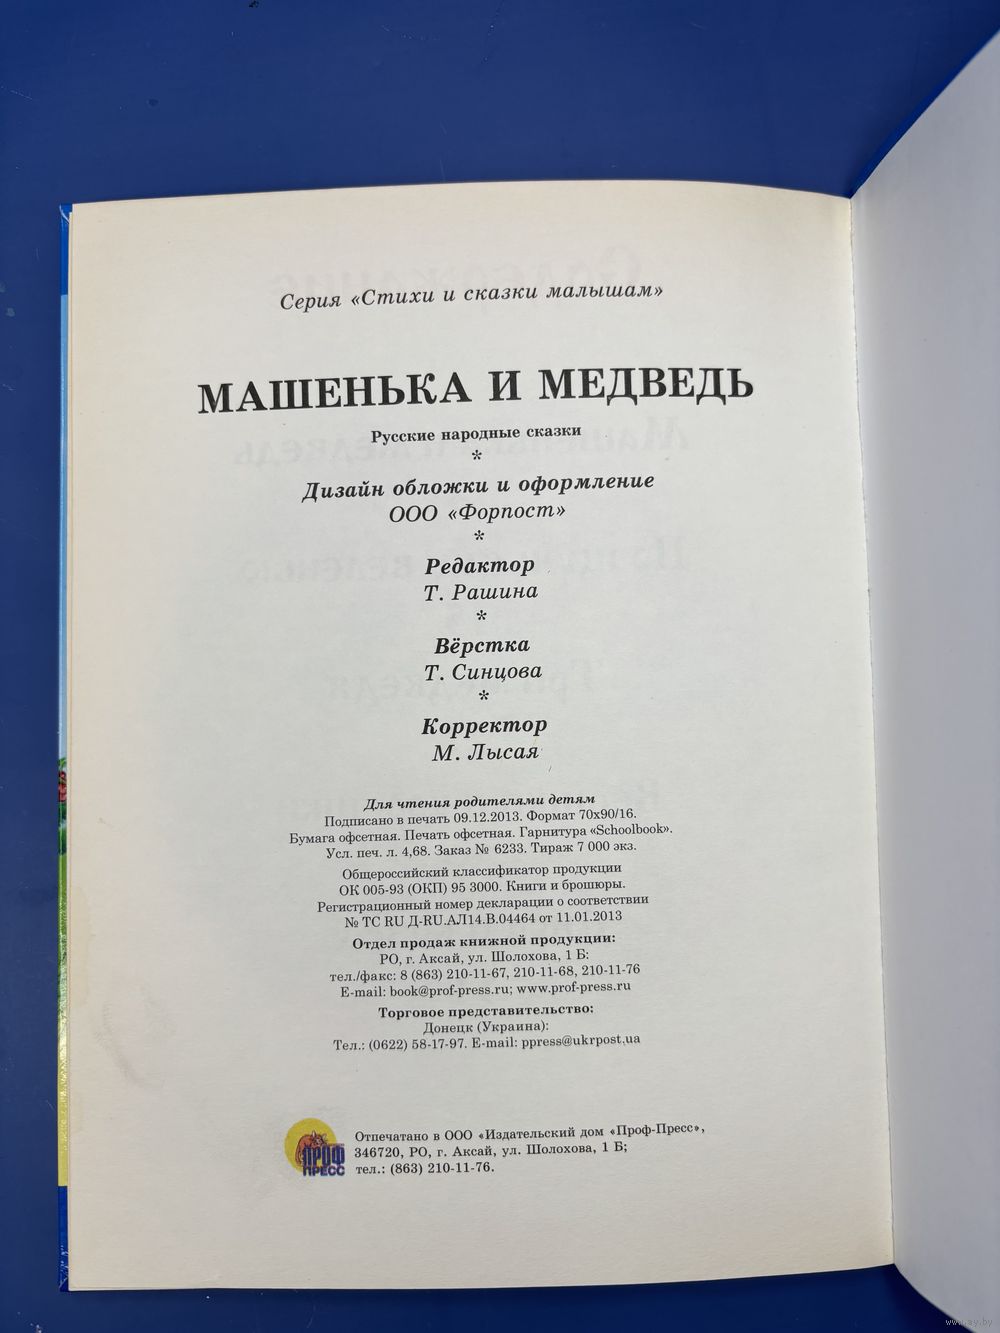 Серия «Стихи и сказки малышам»
МАШЕНЬКА И МЕДВЕДЬ
Русские народные сказки
*
Дизайн обложки и оформление
ООО «Форпост»
*
Редактор
Т. Рашина
*
Вёрстка
Т. Синцова
*
Корректор
М. Лысая
Для чтения родителями детям
Подписано в печать 09.12.2013. Формат 70х90/16.
Бумага офсетная. Печать офсетная. Гарнитура «Schoolbook».
Усл. печ. л. 4,68. Заказ № 6233. Тираж 7 000 экз.
Общероссийский классификатор продукции
ОК 005-93 (ОКП) 95 3000. Книги и брошюры.
Регистрационный номер декларации о соответствии
№ ТС RU Д-RU.АЛ14.В.04464 от 11.01.2013
Отдел продаж книжной продукции:
РО, г. Аксай, ул. Шолохова, 1 Б:
тел./факс: 8 (863) 210-11-67, 210-11-68, 210-11-76
E-mail: book@prof-press.ru; www.prof-press.ru
Торговое представительство:
Донецк (Украина):
Тел.: (0622) 58-17-97. E-mail: ppress@ukrpost.ua
ПРОФ
ПРЕСС
Отпечатано в ООО «Издательский дом «Проф-Пресс»,
346720, РО, г. Аксай, ул. Шолохова, 1 Б;
тел.: (863) 210-11-76.
www.ay.by